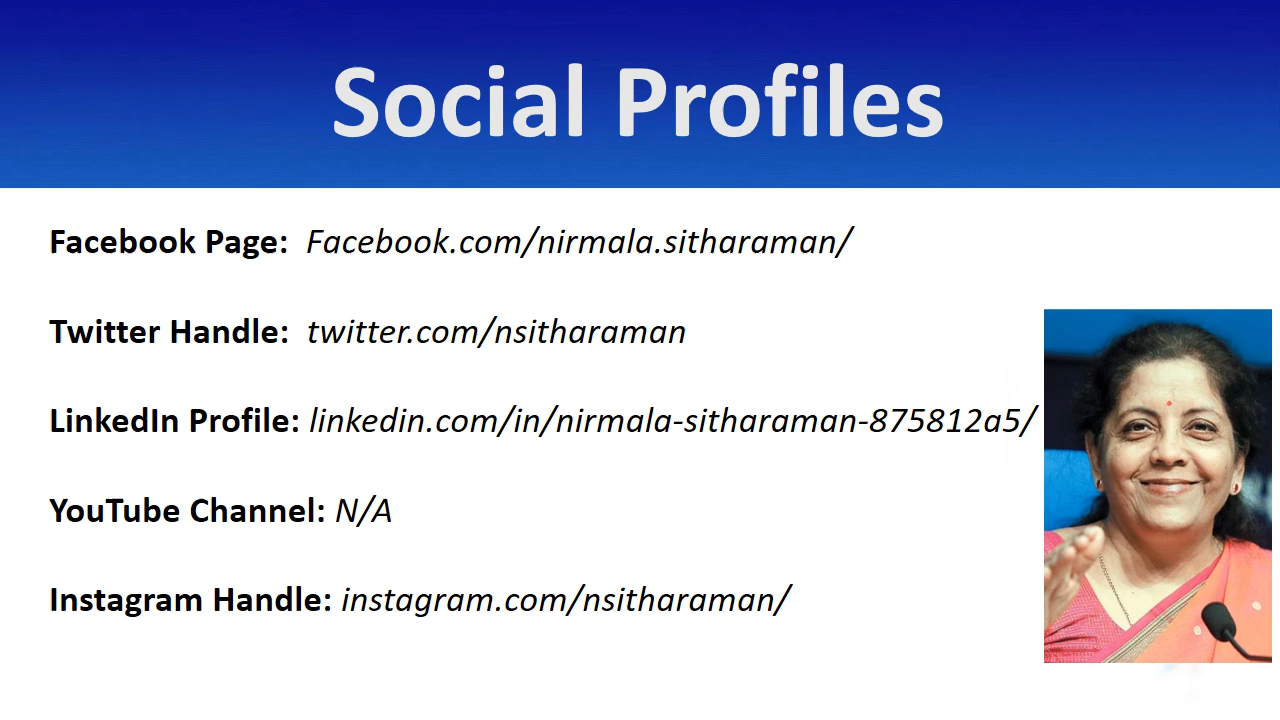 Social Profiles
Facebook Page: Facebook.com/nirmala.sitharaman/
Twitter Handle: twitter.com/nsitharaman
LinkedIn Profile: linkedin.com/in/nirmala-sitharaman-875812a5/
YouTube Channel: N/A
Instagram Handle: instagram.com/nsitharaman/